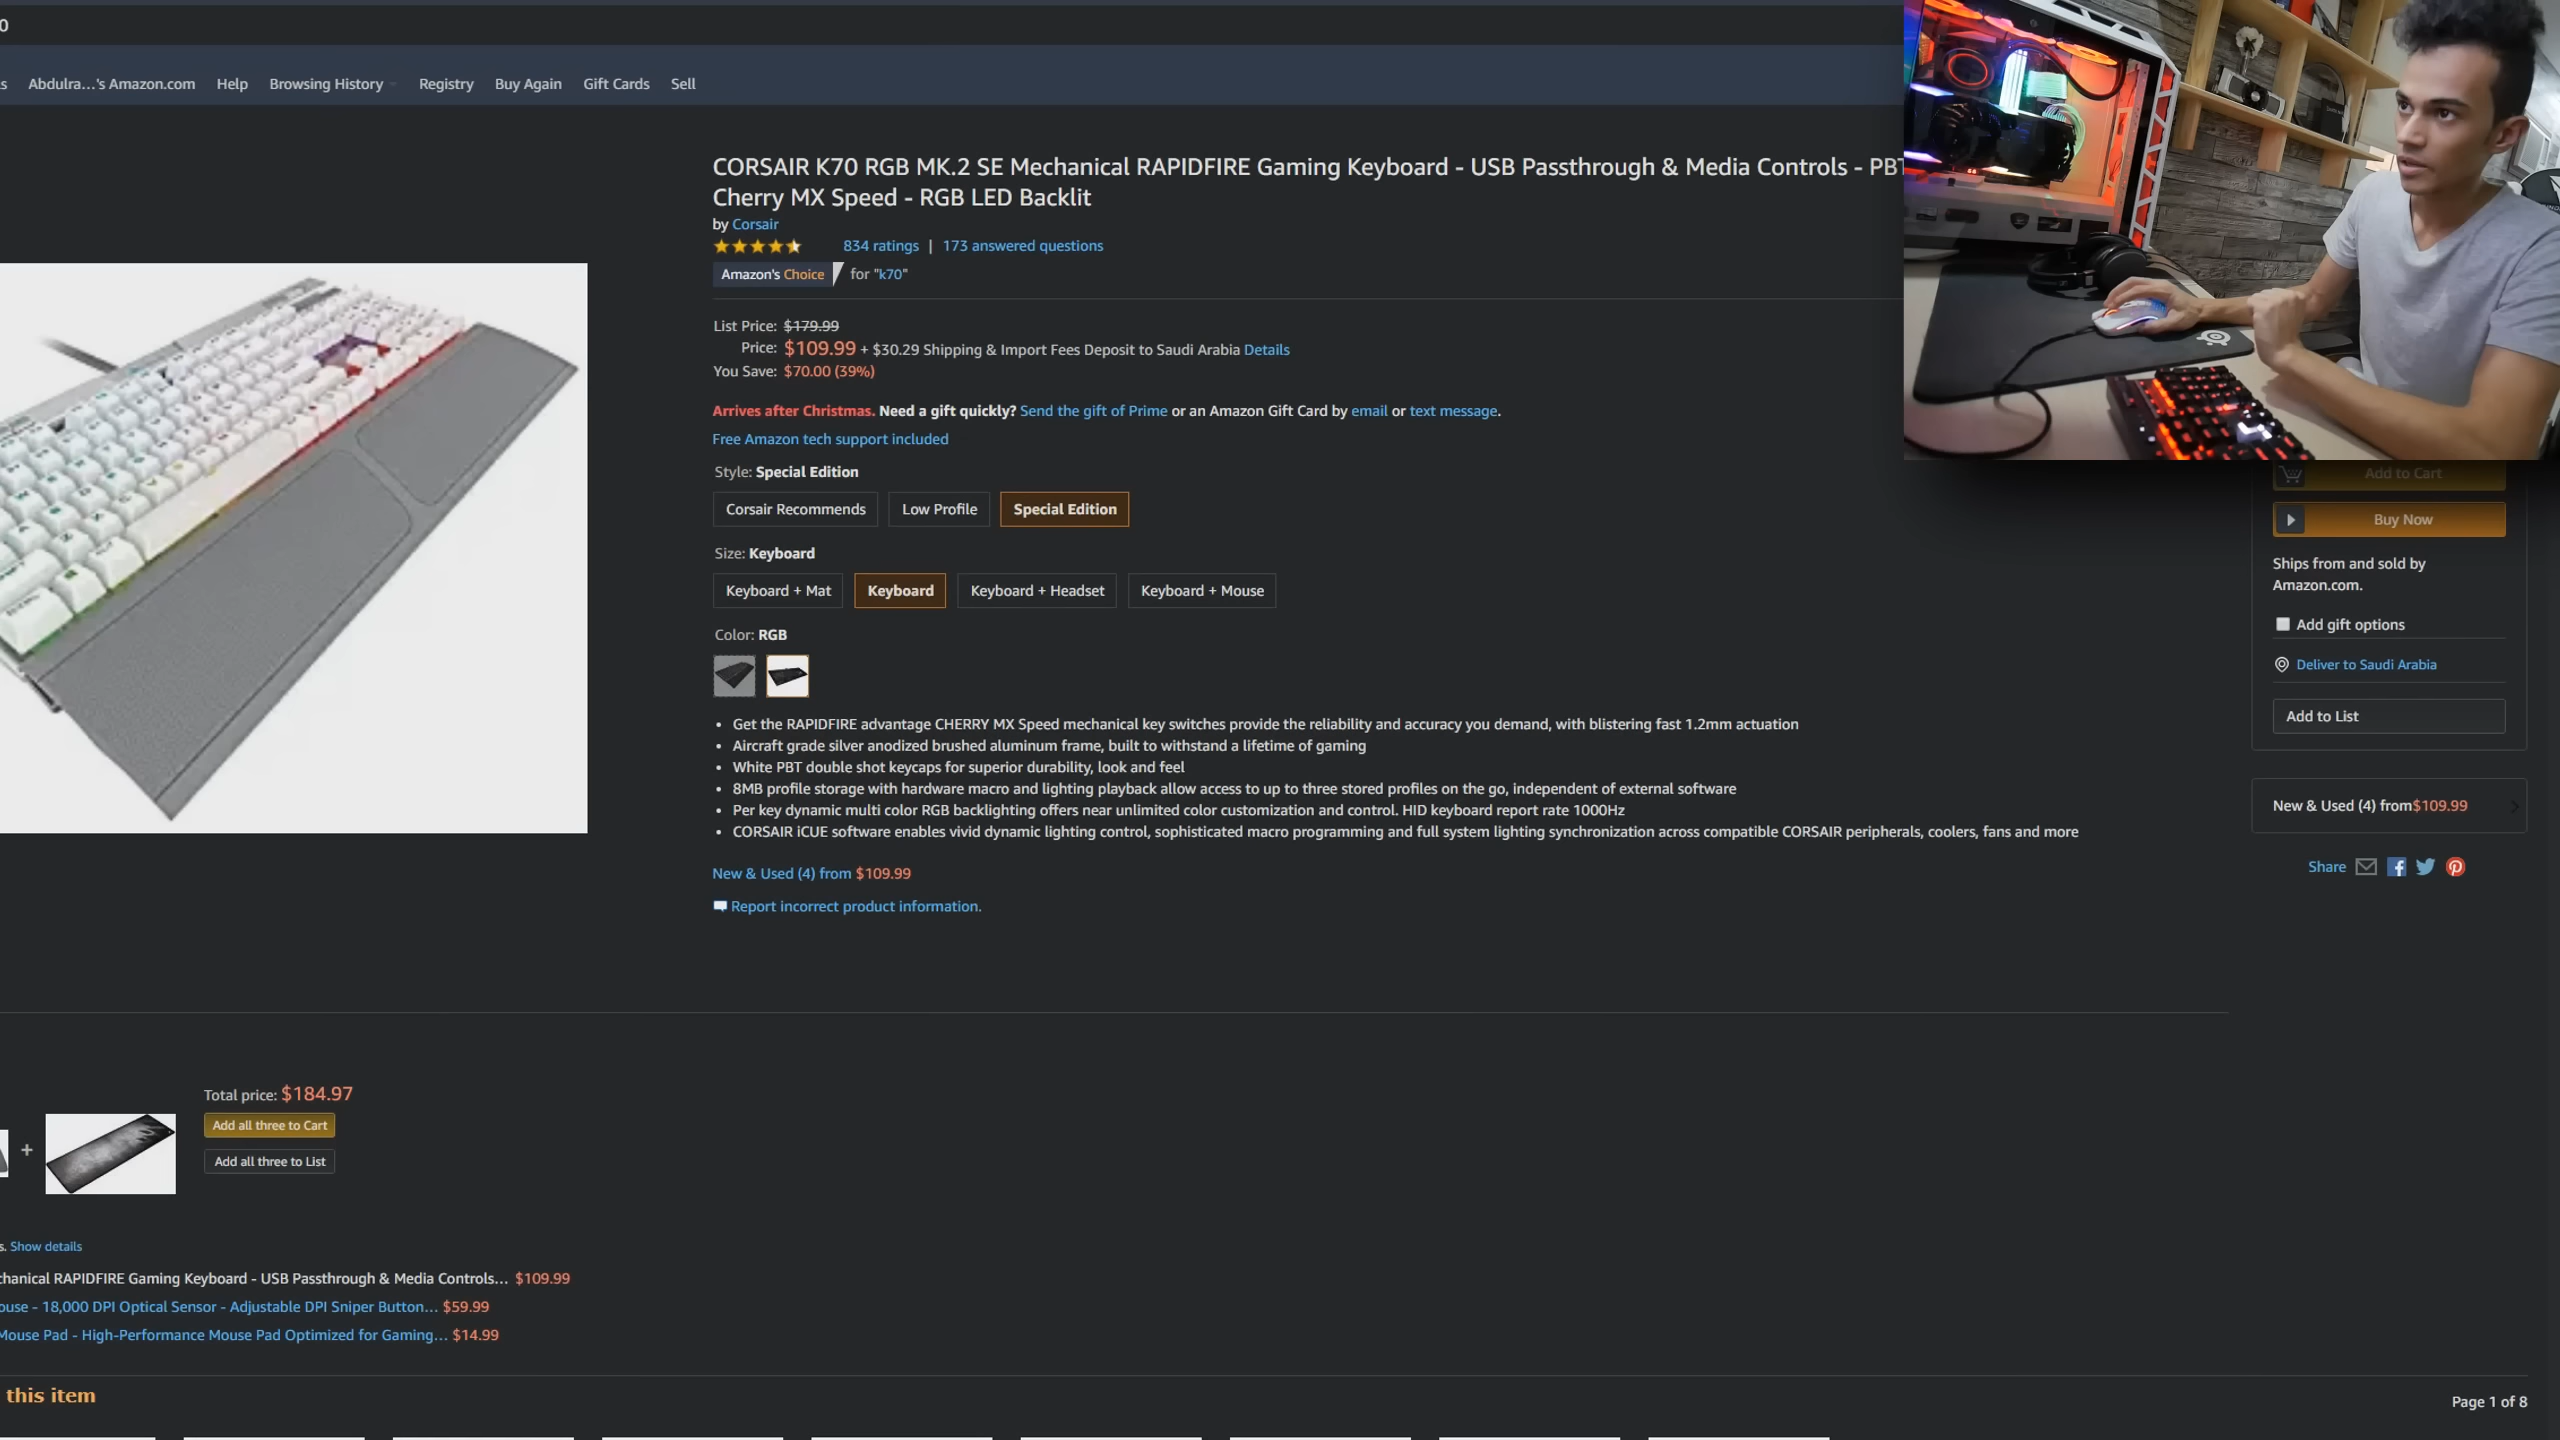 Abdulra...'s Amazon.com Help Browsing History Registry Buy Again Gift Cards Sell
CORSAIR K70 RGB MK.2 SE Mechanical RAPIDFIRE Gaming Keyboard - USB Passthrough & Media Controls - PBT
Cherry MX Speed - RGB LED Backlit
by Corsair
834 ratings | 173 answered questions
Amazon's Choice for "k70"
List Price: $179.99
Price: $109.99 + $30.29 Shipping & Import Fees Deposit to Saudi Arabia Details
You Save: $70.00 (39%)
Arrives after Christmas. Need a gift quickly? Send the gift of Prime or an Amazon Gift Card by email or text message.
Free Amazon tech support included
Style: Special Edition
Corsair Recommends Low Profile Special Edition
Size: Keyboard
Keyboard + Mat Keyboard Keyboard + Headset Keyboard + Mouse
Color: RGB
• Get the RAPIDFIRE advantage CHERRY MX Speed mechanical key switches provide the reliability and accuracy you demand, with blistering fast 1.2mm actuation
• Aircraft grade silver anodized brushed aluminum frame, built to withstand a lifetime of gaming
• White PBT double shot keycaps for superior durability, look and feel
• 8MB profile storage with hardware macro and lighting playback allow access to up to three stored profiles on the go, independent of external software
• Per key dynamic multi color RGB backlighting offers near unlimited color customization and control. HID keyboard report rate 1000Hz
• CORSAIR iCUE software enables vivid dynamic lighting control, sophisticated macro programming and full system lighting synchronization across compatible CORSAIR peripherals, coolers, fans and more
New & Used (4) from $109.99
Report incorrect product information.
Add to Cart
Buy Now
Ships from and sold by
Amazon.com.
Add gift options
Deliver to Saudi Arabia
Add to List
New & Used (4) from$109.99
Share
Total price: $184.97
Add all three to Cart
+
Add all three to List
s. Show details
chanical RAPIDFIRE Gaming Keyboard - USB Passthrough & Media Controls... $109.99
ouse - 18,000 DPI Optical Sensor - Adjustable DPI Sniper Button... $59.99
Mouse Pad - High-Performance Mouse Pad Optimized for Gaming... $14.99
this item
Page 1 of 8